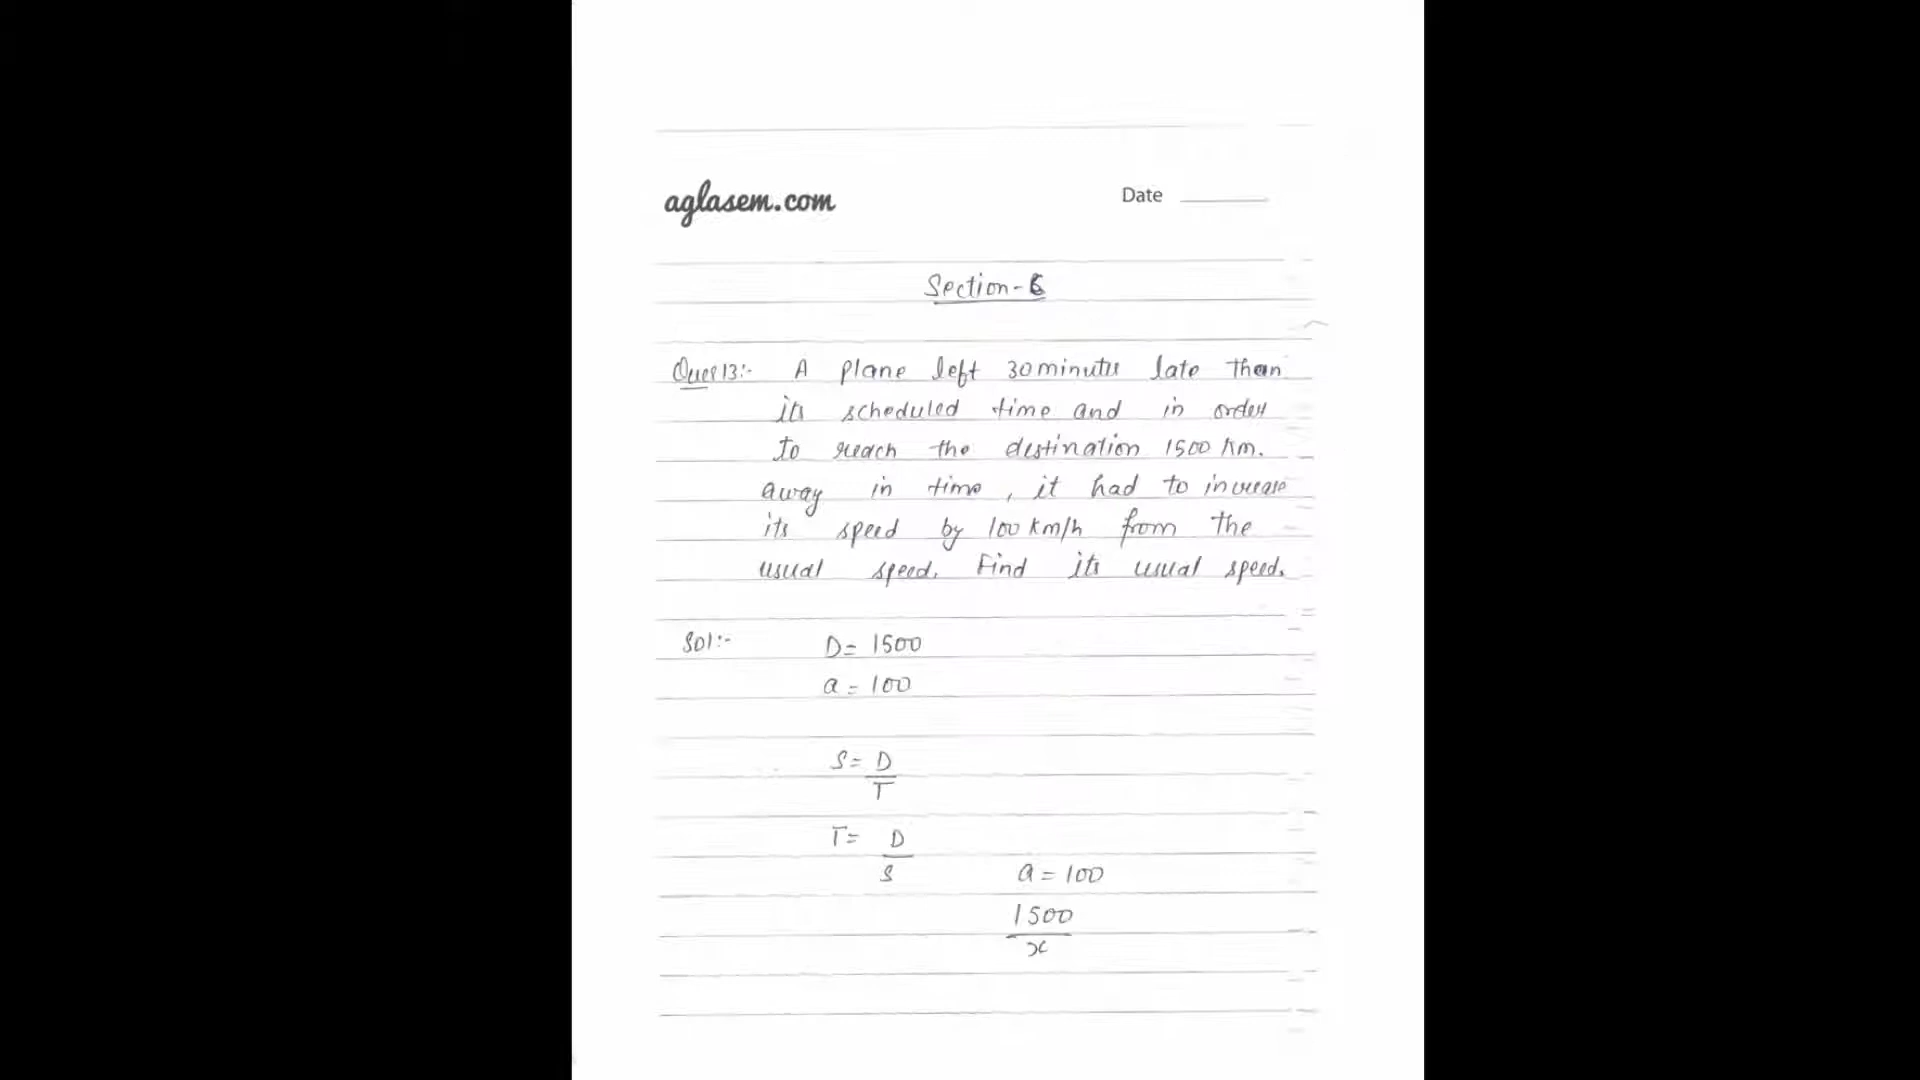 aglasem.com Date
Section-C
Ques 13:- A plane left 30 minutes late than
its scheduled time and in order
to reach the destination 1500 km.
away in time, it had to increase
its speed by 100 km/h from the
usual speed. Find its usual speed.
Sol:- D= 1500
a = 100
S= D
T
T= D
S a = 100
1500
x